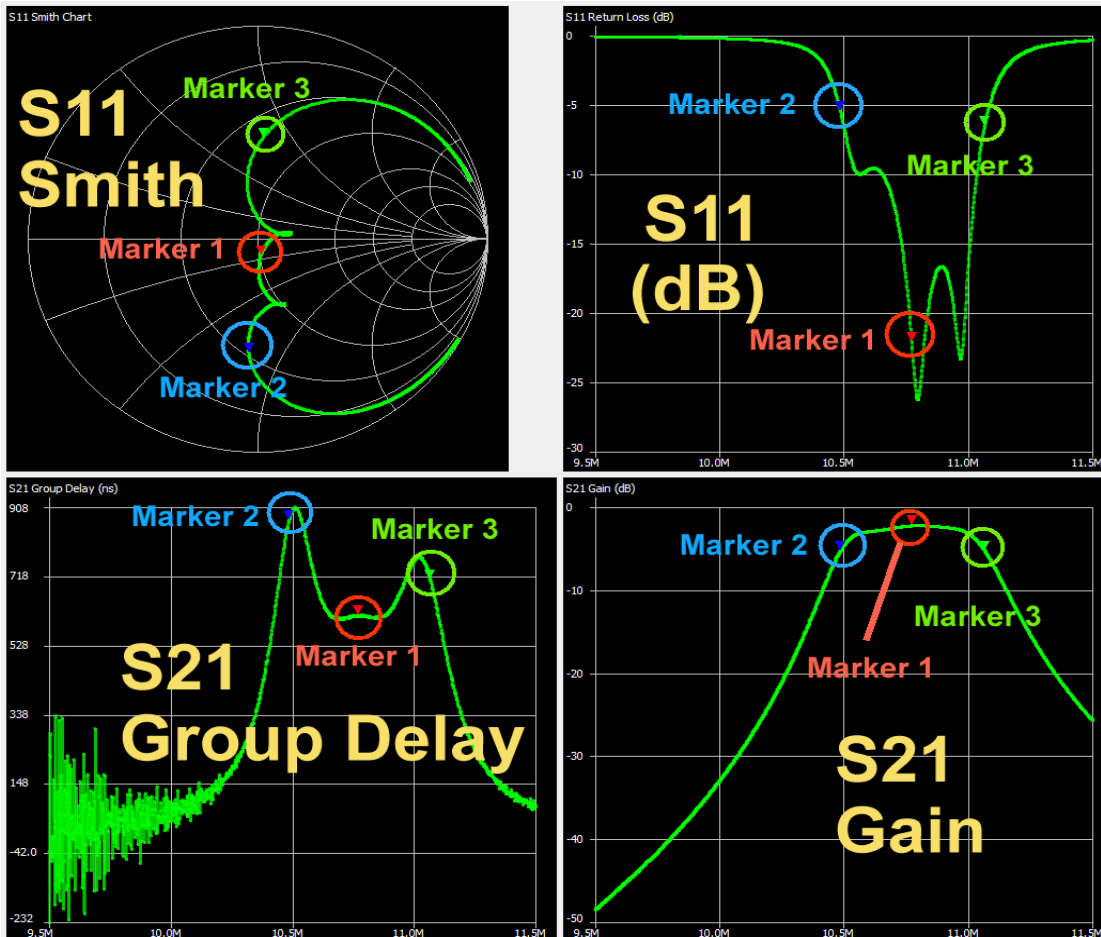 S11 Smith Chart
Marker 3
S11
Smith
Marker 1
Marker 2
S11 Return Loss (dB)
0
-5
-10
-15
-20
-25
-30
9.5M
10.0M
10.5M
11.0M
11.5M
Marker 2
Marker 3
S11
(dB)
Marker 1
S21 Group Delay (ns)
908
718
528
338
148
-42.0
-232
9.5M
10.0M
10.5M
11.0M
11.5M
Marker 2
Marker 3
Marker 1
S21
Group Delay
S21 Gain (dB)
0
-10
-20
-30
-40
-50
9.5M
10.0M
10.5M
11.0M
11.5M
Marker 2
Marker 3
Marker 1
S21
Gain